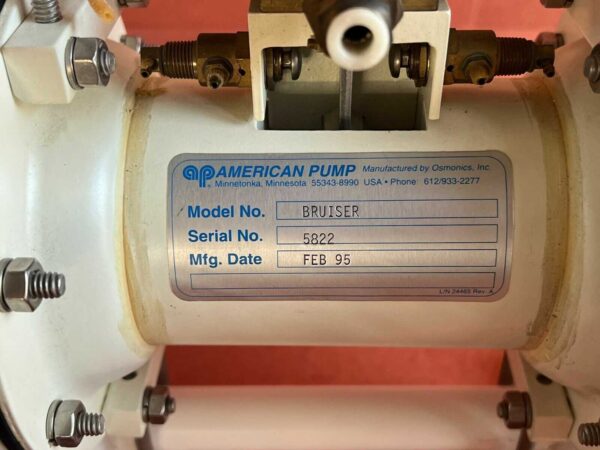 ap AMERICAN PUMP Manufactured by Osmonics, Inc.
Minnetonka, Minnesota 55343-8990 USA • Phone: 612/933-2277
Model No. BRUISER
Serial No. 5822
Mfg. Date FEB 95
L/N 24465 Rev. A